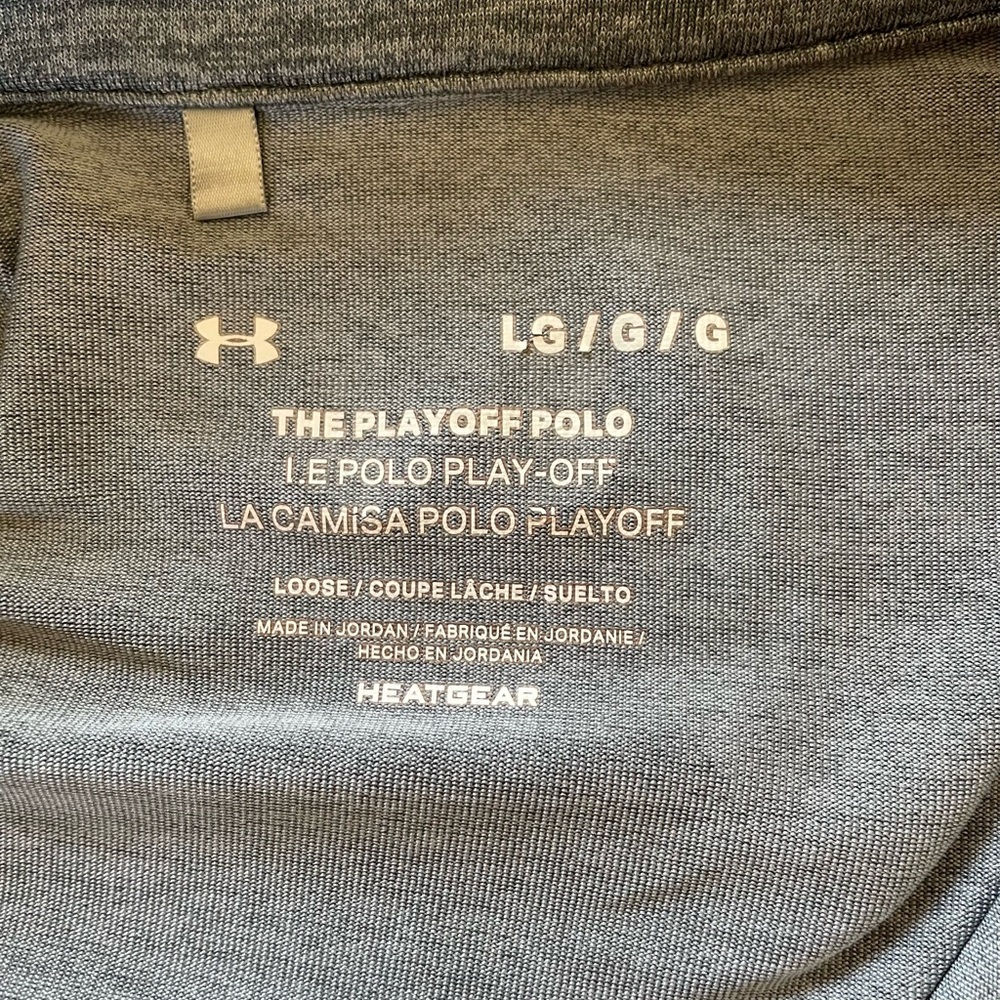 LG / G / G
THE PLAYOFF POLO
LE POLO PLAY-OFF
LA CAMISA POLO PLAYOFF
LOOSE / COUPE LÂCHE / SUELTO
MADE IN JORDAN / FABRIQUÉ EN JORDANIE /
HECHO EN JORDANIA
HEATGEAR